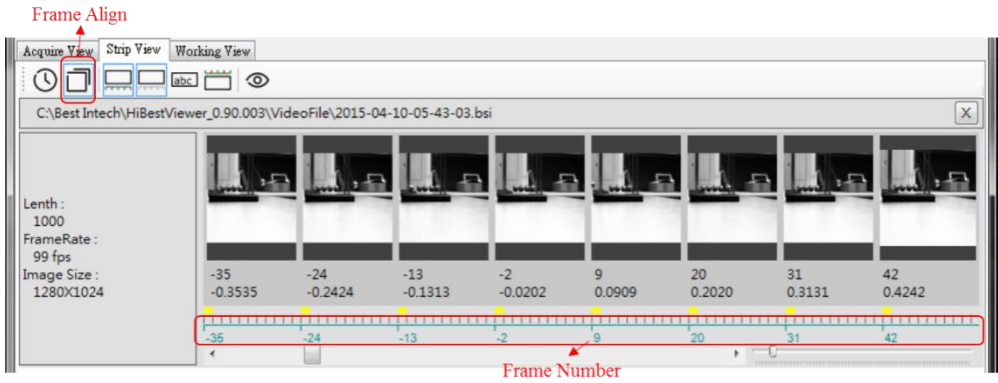 Frame Align
Acquire View Strip View Working View
abc
C:\Best Intech\HiBestViewer_0.90.003\VideoFile\2015-04-10-05-43-03.bsi X
Lenth :
1000
FrameRate :
99 fps
Image Size :
1280X1024
-35 -24 -13 -2 9 20 31 42
-0.3535 -0.2424 -0.1313 -0.0202 0.0909 0.2020 0.3131 0.4242
-35 -24 -13 -2 9 20 31 42
Frame Number